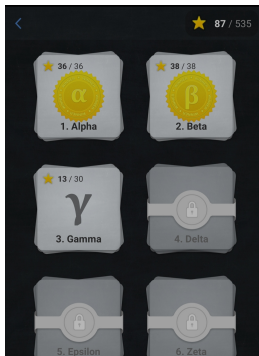 87 / 535
36 / 36
α
1. Alpha
38 / 38
β
2. Beta
13 / 30
γ
3. Gamma
4. Delta
5. Epsilon
6. Zeta